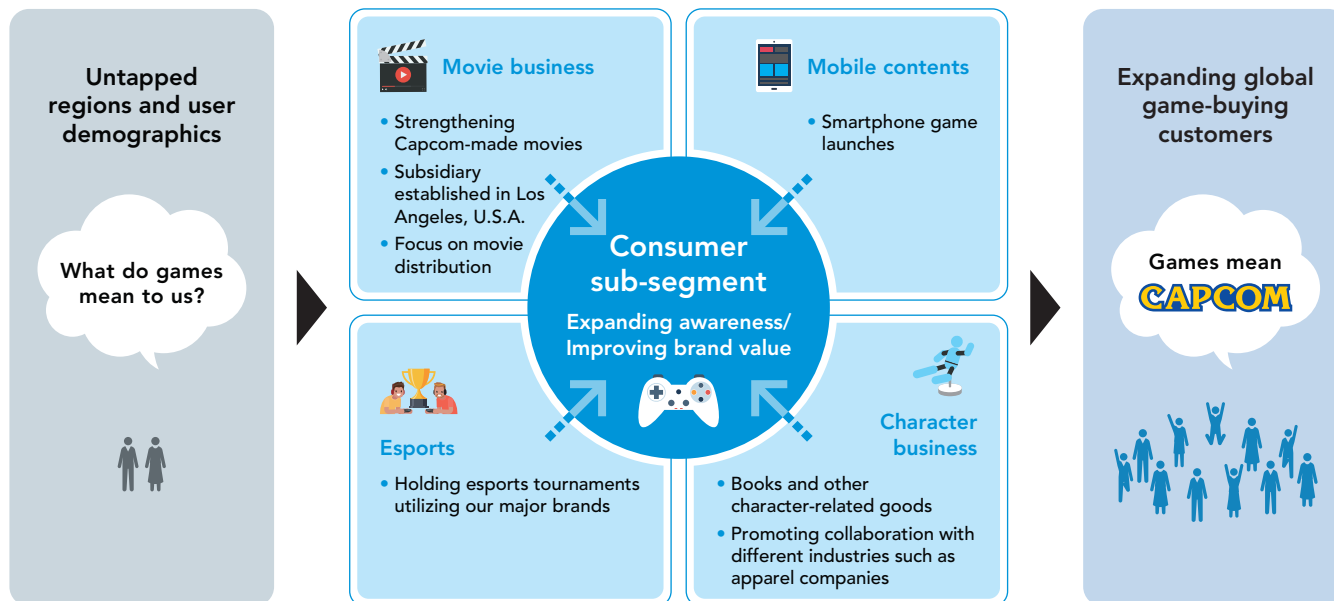 Untapped
regions and user
demographics
What do games
mean to us?
Movie business
• Strengthening
Capcom-made movies
• Subsidiary
established in Los
Angeles, U.S.A.
• Focus on movie
distribution
Mobile contents
• Smartphone game
launches
Consumer
sub-segment
Expanding awareness/
Improving brand value
Esports
• Holding esports tournaments
utilizing our major brands
Character
business
• Books and other
character-related goods
• Promoting collaboration with
different industries such as
apparel companies
Expanding global
game-buying
customers
Games mean
CAPCOM